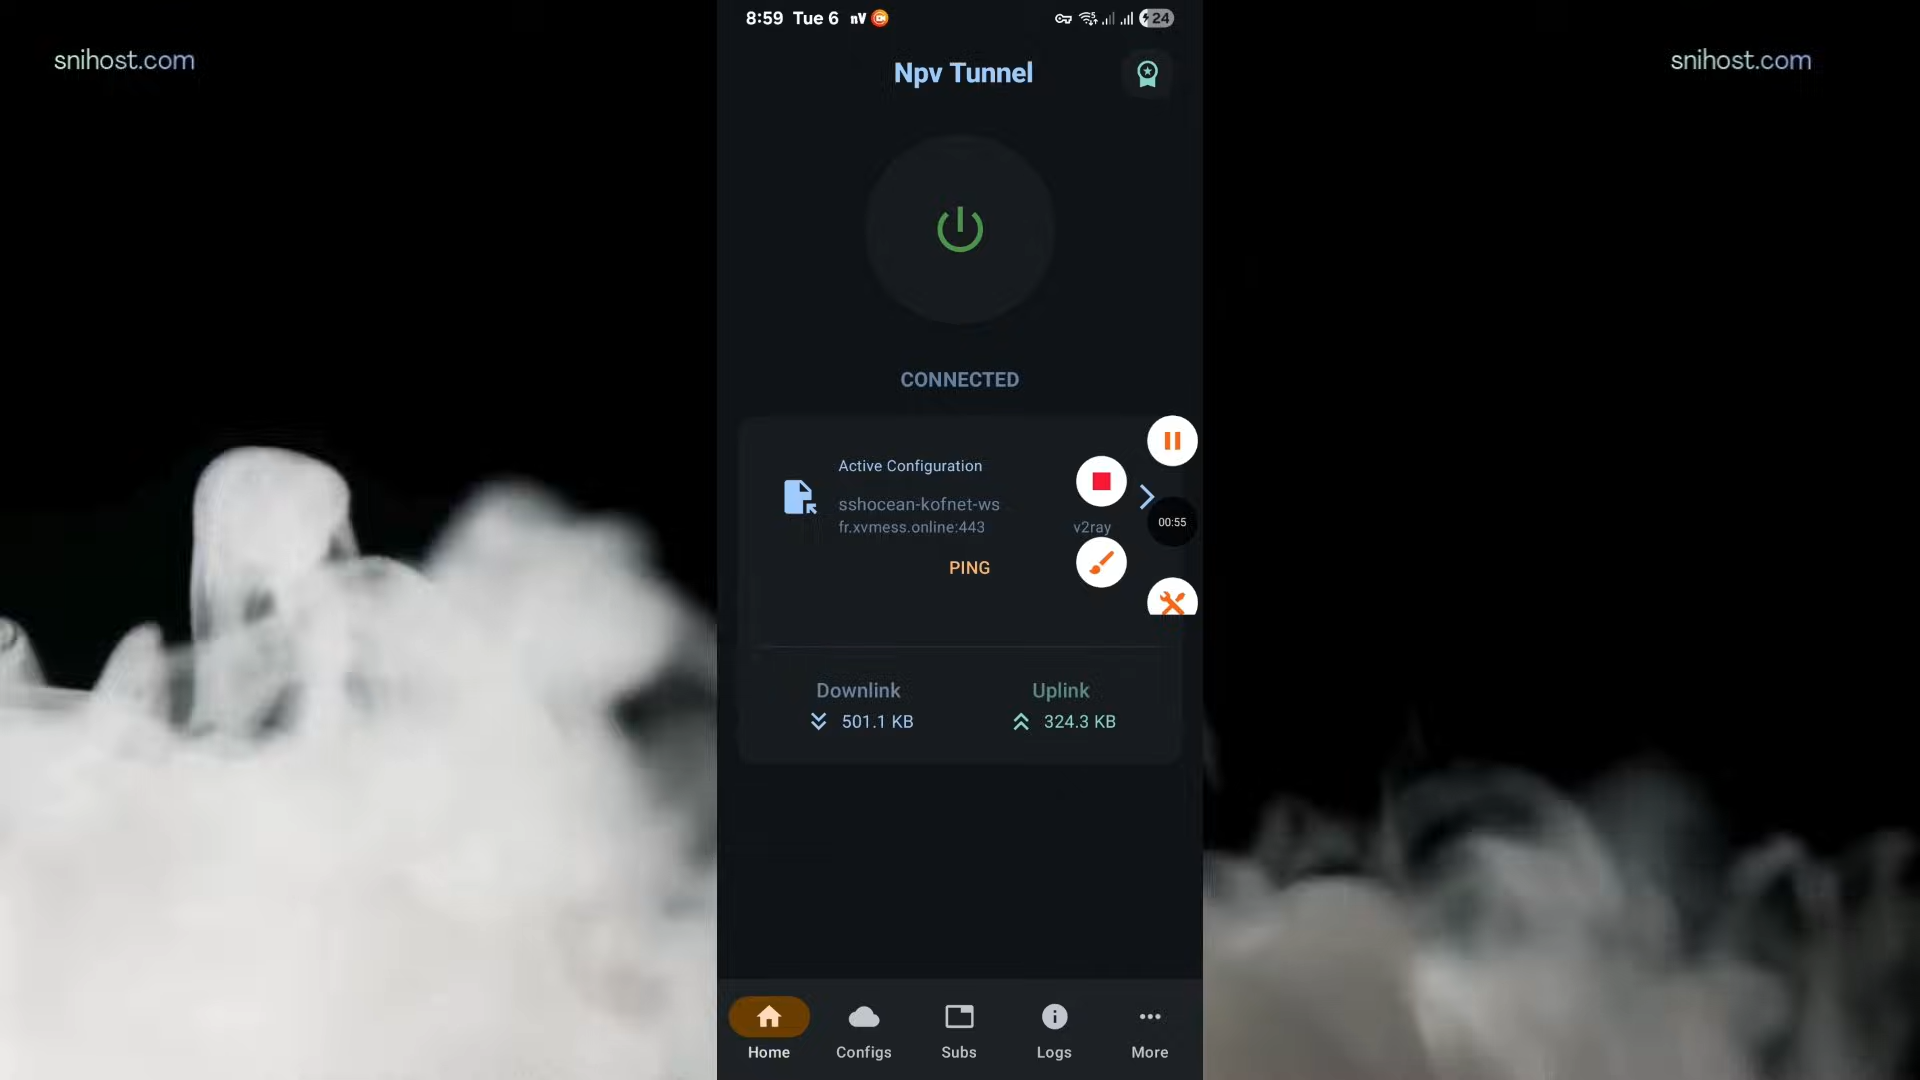 snihost.com
snihost.com
8:59 Tue 6 nV 24
Npv Tunnel
CONNECTED
Active Configuration
sshocean-kofnet-ws
fr.xvmess.online:443 v2ray
00:55
PING
Downlink Uplink
501.1 KB 324.3 KB
Home Configs Subs Logs More